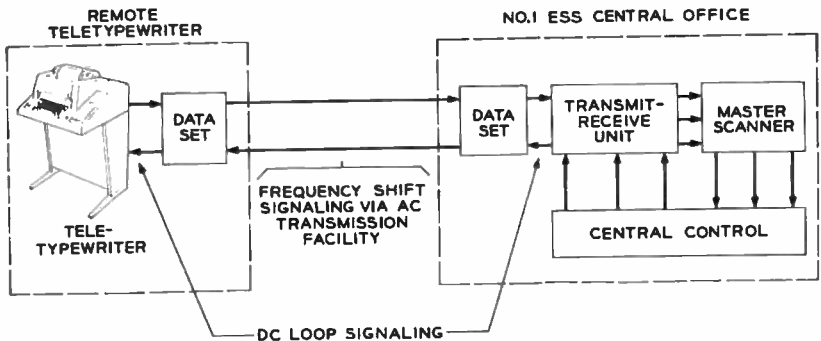 REMOTE
TELETYPEWRITER
NO.1 ESS CENTRAL OFFICE
DATA
SET
DATA
SET
TRANSMIT-
RECEIVE
UNIT
MASTER
SCANNER
TELE-
TYPEWRITER
FREQUENCY SHIFT
SIGNALING VIA AC
TRANSMISSION
FACILITY
CENTRAL CONTROL
DC LOOP SIGNALING